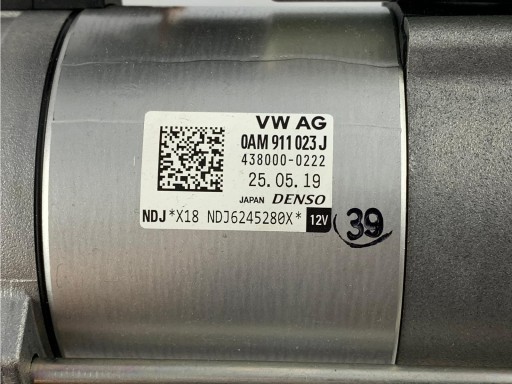 VW AG
0AM 911 023 J
438000-0222
25.05.19
JAPAN DENSO
NDJ*X18 NDJ6245280X* 12V
39